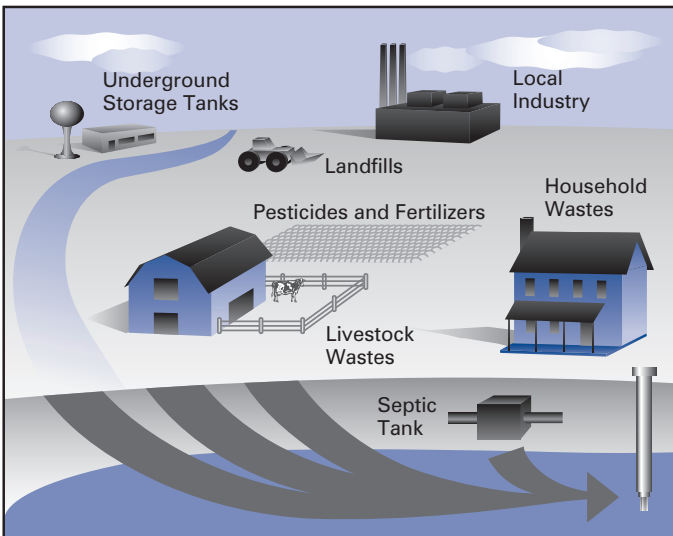 Underground
Storage Tanks
Local
Industry
Landfills
Household
Wastes
Pesticides and Fertilizers
Livestock
Wastes
Septic
Tank